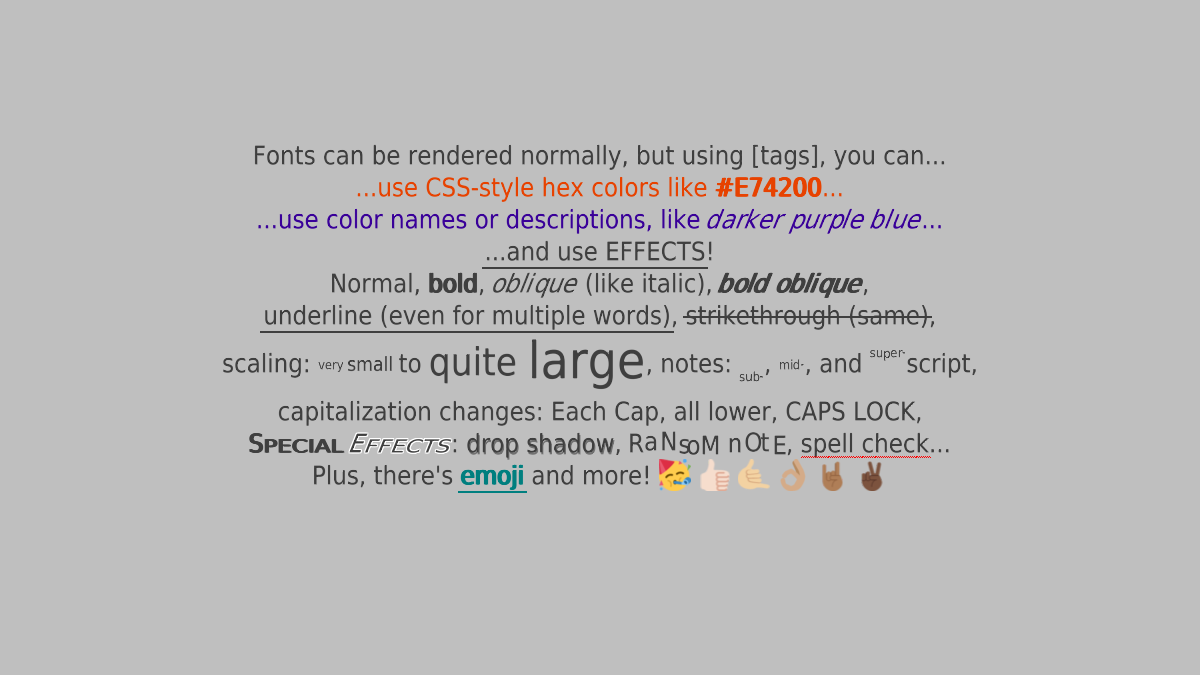 Fonts can be rendered normally, but using [tags], you can...
...use CSS-style hex colors like #E74200...
...use color names or descriptions, like darker purple blue...
...and use EFFECTS!
Normal, bold, oblique (like italic), bold oblique,
underline (even for multiple words), strikethrough (same),
scaling: very small to quite large, notes: sub-, mid-, and super-script,
capitalization changes: Each Cap, all lower, CAPS LOCK,
SPECIAL EFFECTS: drop shadow, RaNsoM nOtE, spell check...
Plus, there's emoji and more! 🥳👍🏻🤙🏼👌🏽🤘🏾✌🏿